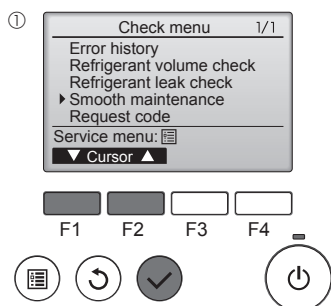 ①
Check menu 1/1
Error history
Refrigerant volume check
Refrigerant leak check
Smooth maintenance
Request code
Service menu:
▼ Cursor ▲
F1 F2 F3 F4